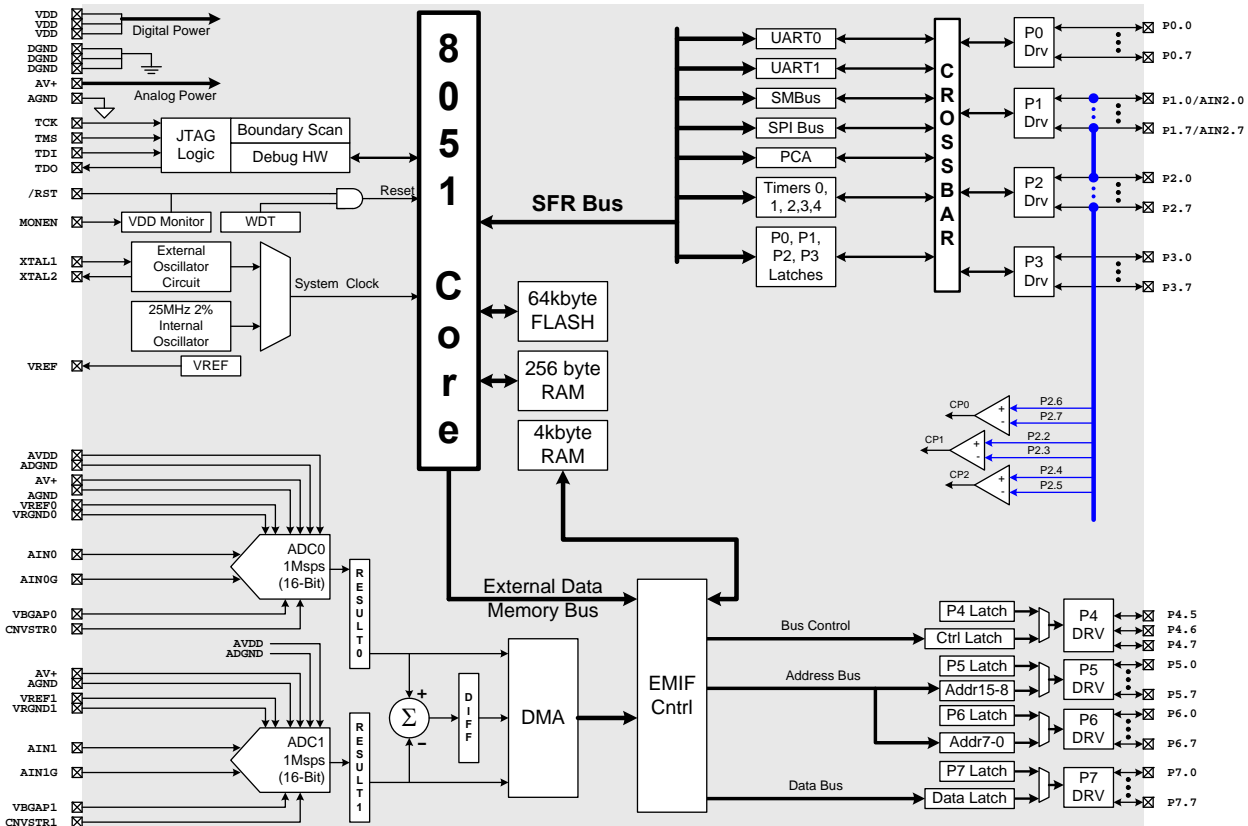 VDD
VDD
VDD
Digital Power
DGND
DGND
DGND
AV+
Analog Power
AGND
TCK
TMS
TDI
TDO
JTAG
Logic
Boundary Scan
Debug HW
/RST
Reset
MONEN
VDD Monitor
WDT
XTAL1
XTAL2
External
Oscillator
Circuit
System Clock
25MHz 2%
Internal
Oscillator
VREF
VREF
8051 Core
SFR Bus
64kbyte
FLASH
256 byte
RAM
4kbyte
RAM
UART0
UART1
SMBus
SPI Bus
PCA
Timers 0,
1, 2,3,4
P0, P1,
P2, P3
Latches
CROSSBAR
P0
Drv
P1
Drv
P2
Drv
P3
Drv
P0.0
P0.7
P1.0/AIN2.0
P1.7/AIN2.7
P2.0
P2.7
P3.0
P3.7
CP0
+
-
P2.6
P2.7
CP1
+
-
P2.2
P2.3
CP2
+
-
P2.4
P2.5
AVDD
ADGND
AV+
AGND
VREF0
VRGND0
AIN0
AIN0G
VBGAP0
CNVSTR0
ADC0
1Msps
(16-Bit)
RESULT0
AVDD
ADGND
AV+
AGND
VREF1
VRGND1
AIN1
AIN1G
VBGAP1
CNVSTR1
ADC1
1Msps
(16-Bit)
RESULT1
+
Σ
−
DIFF
DMA
External Data
Memory Bus
EMIF
Cntrl
Bus Control
Address Bus
Data Bus
P4 Latch
Ctrl Latch
P5 Latch
Addr15-8
P6 Latch
Addr7-0
P7 Latch
Data Latch
P4
DRV
P5
DRV
P6
DRV
P7
DRV
P4.5
P4.6
P4.7
P5.0
P5.7
P6.0
P6.7
P7.0
P7.7